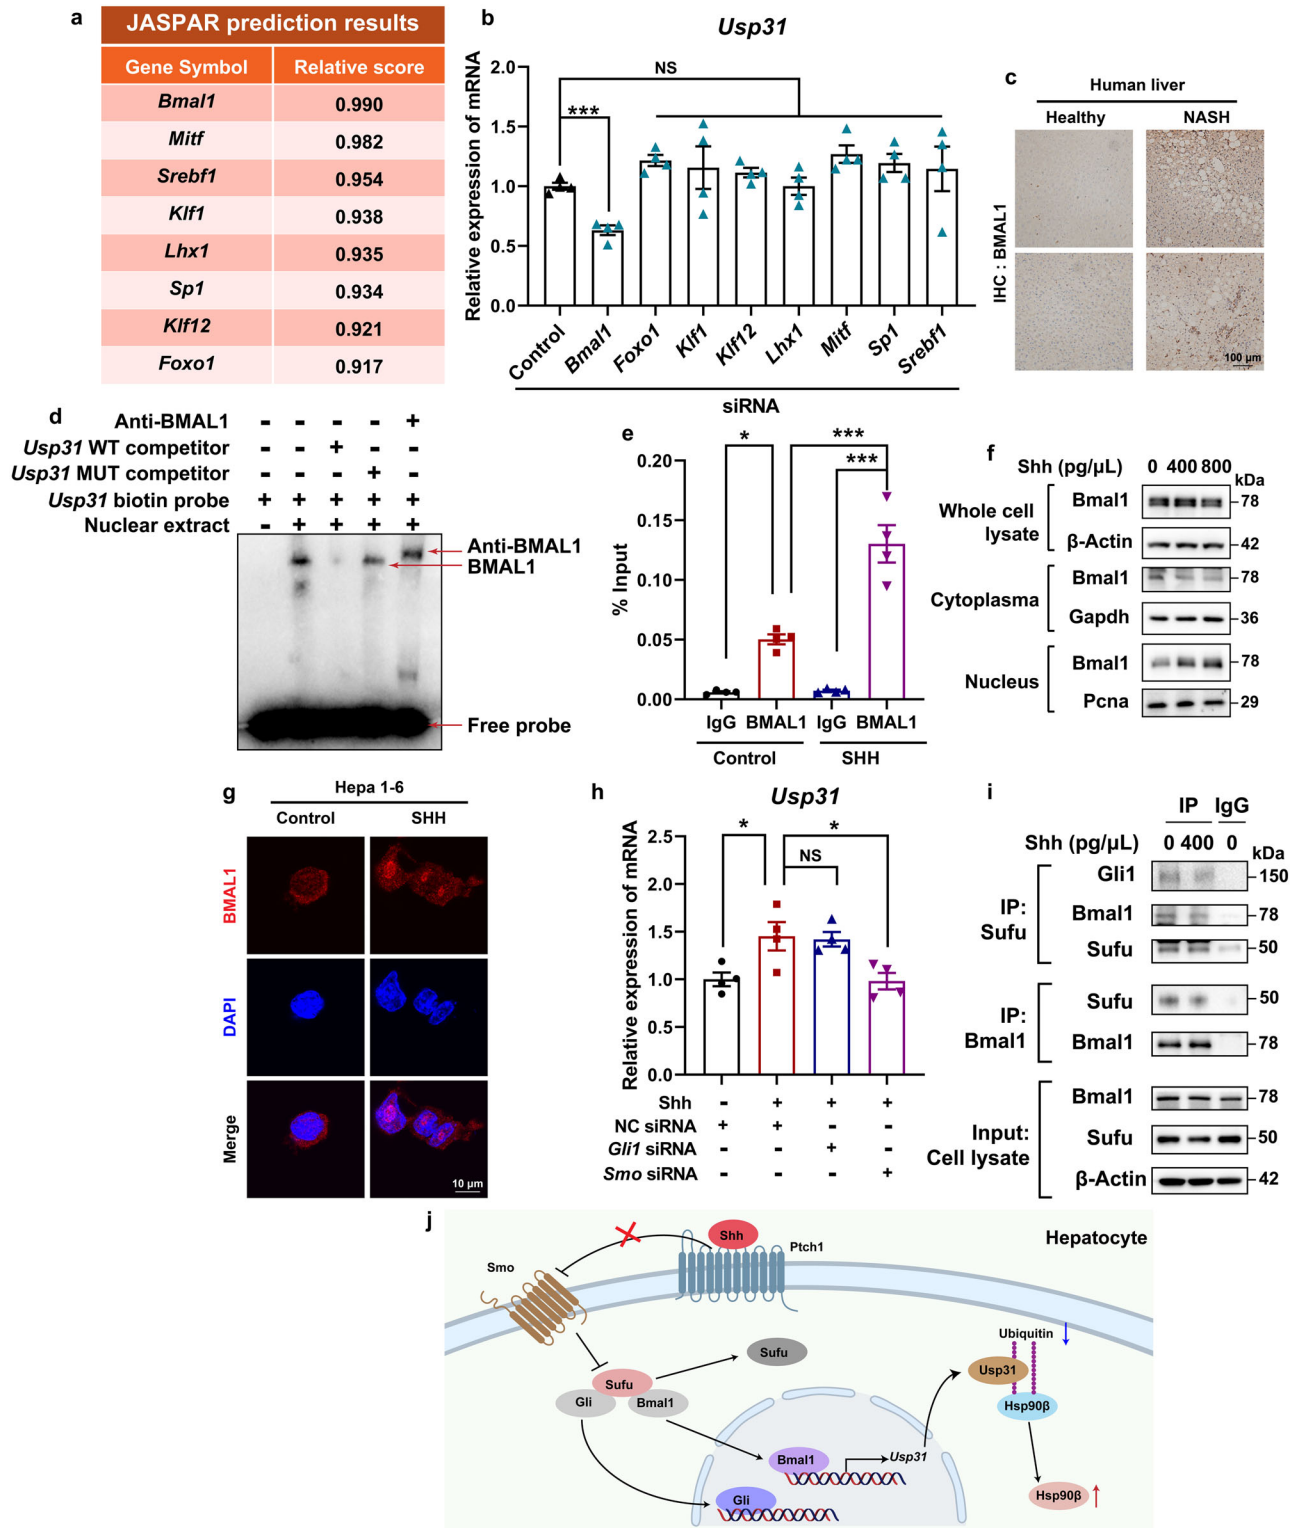 a
JASPAR prediction results
Gene Symbol Relative score
Bmal1 0.990
Mitf 0.982
Srebf1 0.954
Klf1 0.938
Lhx1 0.935
Sp1 0.934
Klf12 0.921
Foxo1 0.917
b
Usp31
Relative expression of mRNA
2.0
1.5
1.0
0.5
0.0
NS
***
Control Bmal1 Foxo1 Klf1 Klf12 Lhx1 Mitf Sp1 Srebf1
siRNA
c
Human liver
Healthy NASH
IHC : BMAL1
100 μm
d
Anti-BMAL1 - - - - +
Usp31 WT competitor - - + - -
Usp31 MUT competitor - - - + -
Usp31 biotin probe + + + + +
Nuclear extract - + + + +
Anti-BMAL1
BMAL1
Free probe
e
% Input
0.20
0.15
0.10
0.05
0.00
*
***
***
IgG BMAL1 IgG BMAL1
Control SHH
f
Shh (pg/μL) 0 400 800
kDa
Whole cell
lysate
Bmal1 78
β-Actin 42
Cytoplasma
Bmal1 78
Gapdh 36
Nucleus
Bmal1 78
Pcna 29
g
Hepa 1-6
Control SHH
BMAL1
DAPI
Merge
10 μm
h
Usp31
Relative expression of mRNA
2.5
2.0
1.5
1.0
0.5
0.0
*
*
NS
Shh - + + +
NC siRNA + + - -
Gli1 siRNA - - + -
Smo siRNA - - - +
i
IP IgG
Shh (pg/μL) 0 400 0
kDa
IP:
Sufu
Gli1 150
Bmal1 78
Sufu 50
IP:
Bmal1
Sufu 50
Bmal1 78
Input:
Cell lysate
Bmal1 78
Sufu 50
β-Actin 42
j
Hepatocyte
Shh
Ptch1
Smo
Sufu
Gli
Bmal1
Sufu
Ubiquitin
Usp31
Hsp90β
Bmal1
Usp31
Gli
Hsp90β